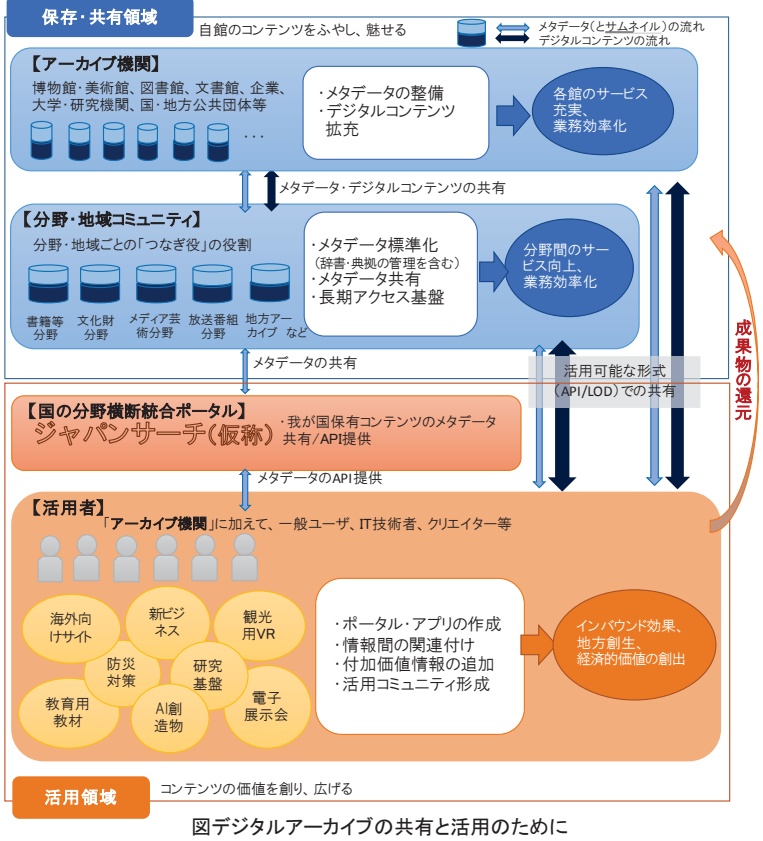 保存・共有領域
自館のコンテンツをふやし、魅せる
メタデータ(とサムネイル)の流れ
デジタルコンテンツの流れ
【アーカイブ機関】
博物館・美術館、図書館、文書館、企業、
大学・研究機関、国・地方公共団体等
・・・
・メタデータの整備
・デジタルコンテンツ
拡充
各館のサービス
充実、
業務効率化
メタデータ・デジタルコンテンツの共有
【分野・地域コミュニティ】
分野・地域ごとの「つなぎ役」の役割
書籍等
分野
文化財
分野
メディア芸
術分野
放送番組
分野
地方アー
カイブ など
・メタデータ標準化
(辞書・典拠の管理を含む)
・メタデータ共有
・長期アクセス基盤
分野間のサー
ビス向上、
業務効率化
メタデータの共有
活用可能な形式
(API/LOD)での共有
成果物の還元
【国の分野横断統合ポータル】
ジャパンサーチ(仮称)
・我が国保有コンテンツのメタデータ
共有/API提供
メタデータのAPI提供
【活用者】
「アーカイブ機関」に加えて、一般ユーザ、IT技術者、クリエイター等
海外向
けサイト
新ビジ
ネス
観光
用VR
防災
対策
研究
基盤
教育用
教材
AI創
造物
電子
展示会
・ポータル・アプリの作成
・情報間の関連付け
・付加価値情報の追加
・活用コミュニティ形成
インバウンド効果、
地方創生、
経済的価値の創出
活用領域
コンテンツの価値を創り、広げる
図デジタルアーカイブの共有と活用のために